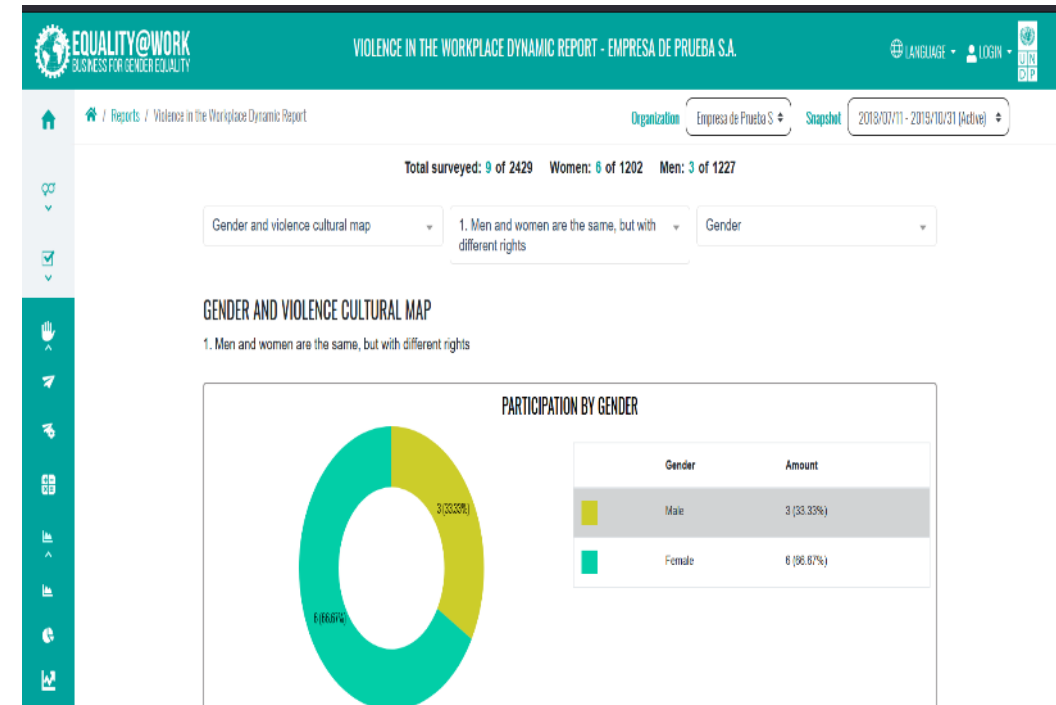 EQUALITY@WORK
BUSINESS FOR GENDER EQUALITY
VIOLENCE IN THE WORKPLACE DYNAMIC REPORT - EMPRESA DE PRUEBA S.A.
LANGUAGE
LOGIN
U N
D P
/ Reports / Violence in the Workplace Dynamic Report
Organization
Empresa de Prueba S
Snapshot
2018/07/11 - 2019/10/31 (Active)
Total surveyed: 9 of 2429 Women: 6 of 1202 Men: 3 of 1227
Gender and violence cultural map
1. Men and women are the same, but with
different rights
Gender
GENDER AND VIOLENCE CULTURAL MAP
1. Men and women are the same, but with different rights
PARTICIPATION BY GENDER
3 (33.33%)
6 (66.67%)
Gender Amount
Male 3 (33.33%)
Female 6 (66.67%)